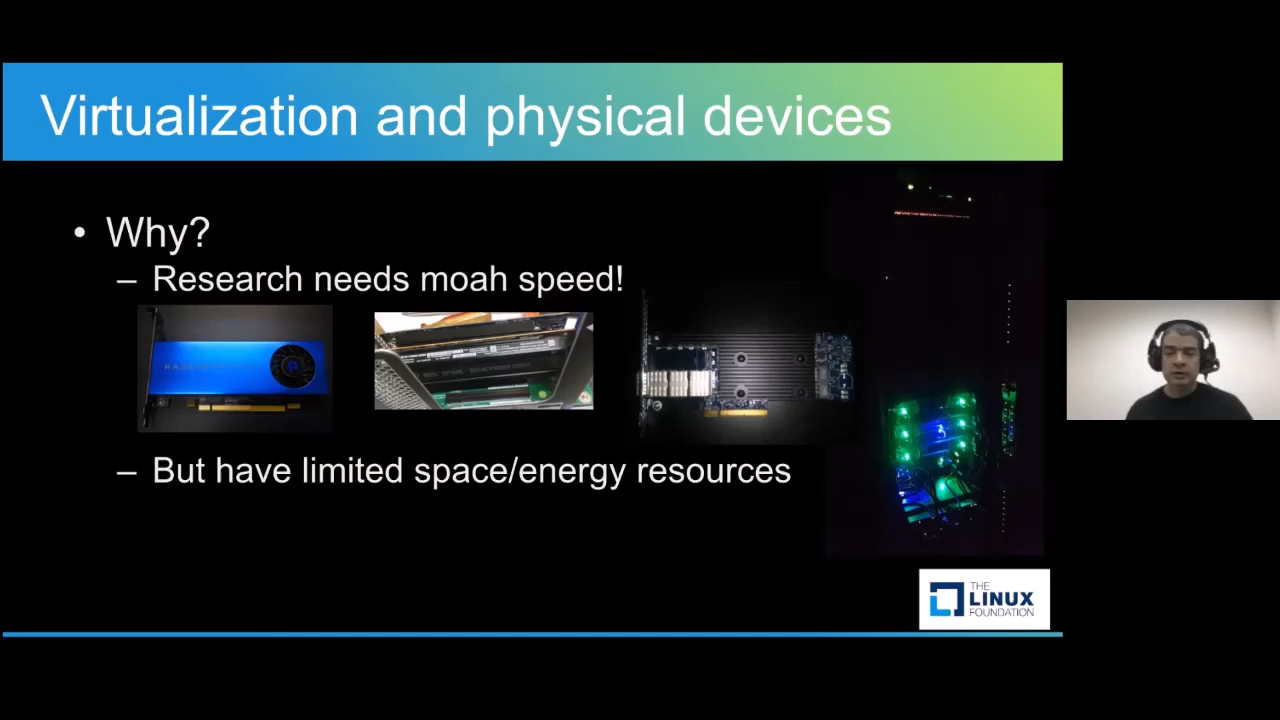 Virtualization and physical devices
• Why?
– Research needs moah speed!
– But have limited space/energy resources
THE
LINUX
FOUNDATION